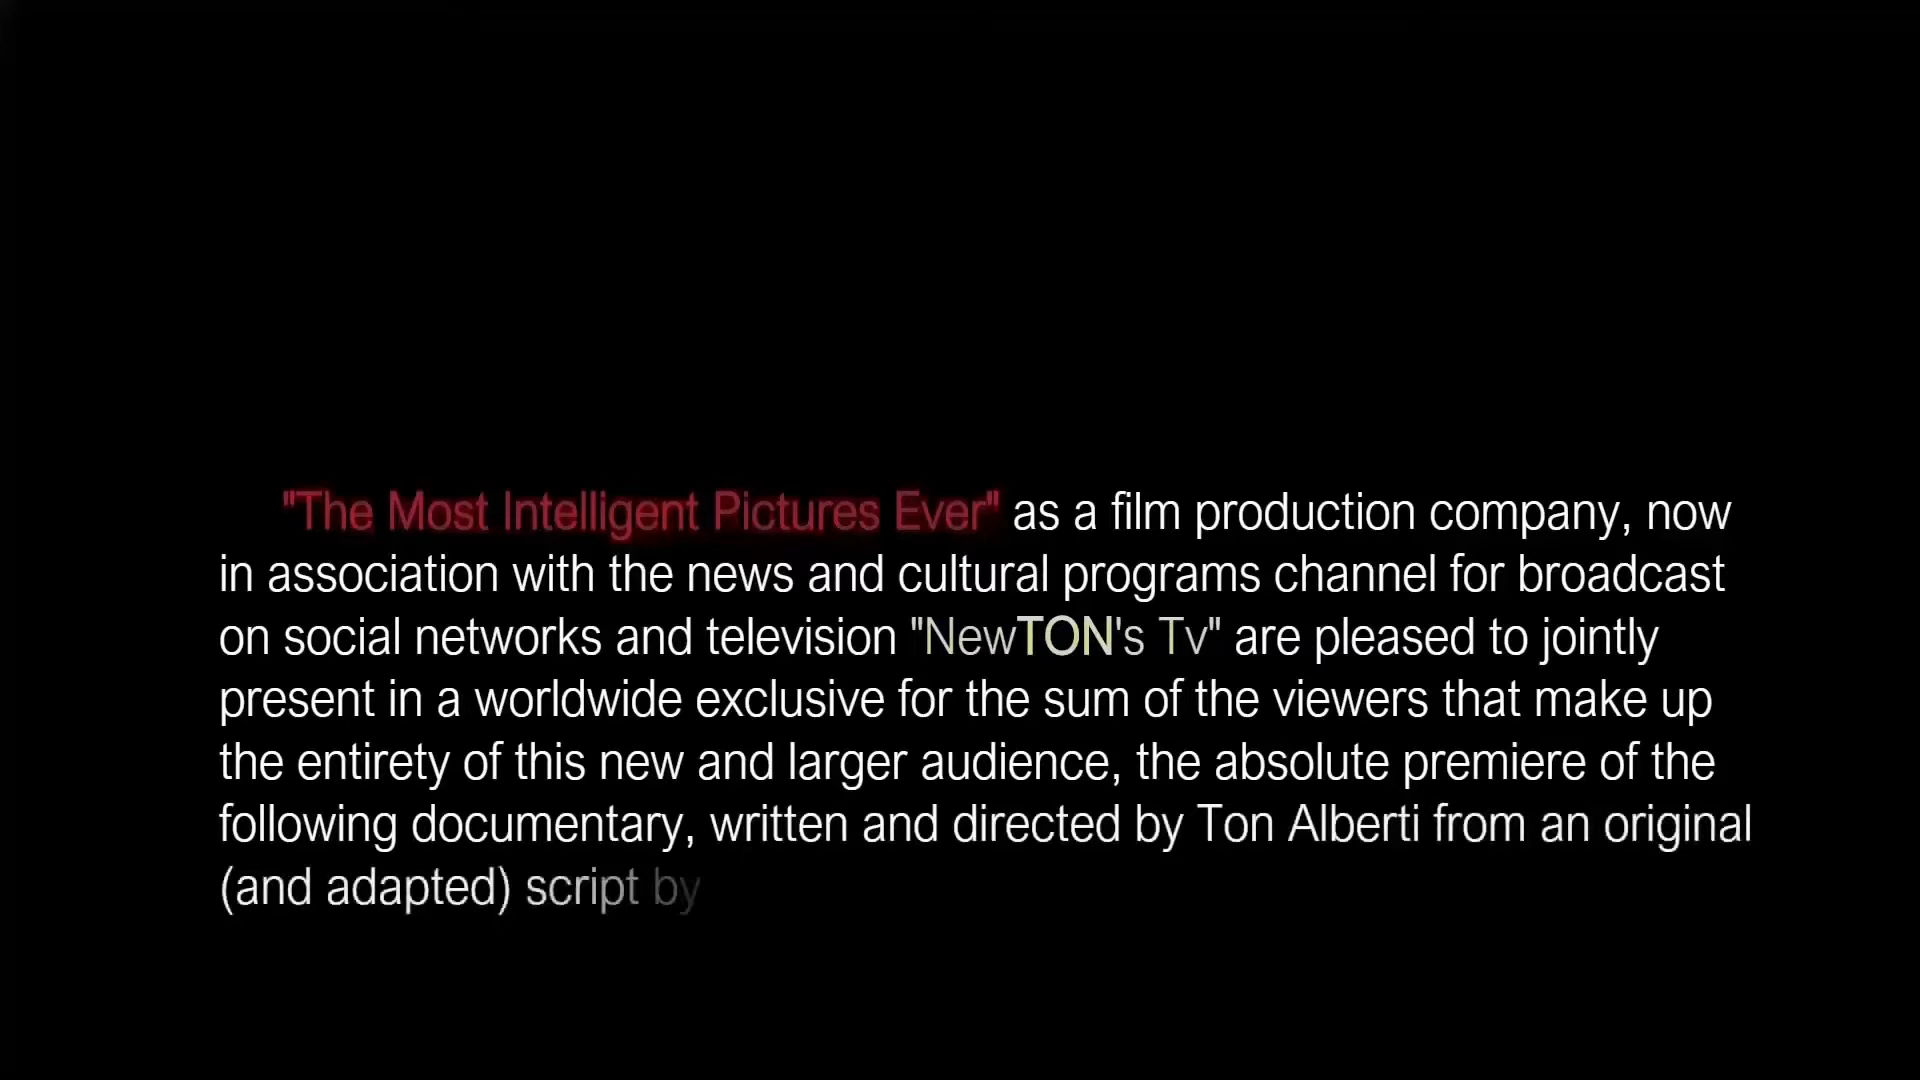 "The Most Intelligent Pictures Ever" as a film production company, now
in association with the news and cultural programs channel for broadcast
on social networks and television "NewTON's Tv" are pleased to jointly
present in a worldwide exclusive for the sum of the viewers that make up
the entirety of this new and larger audience, the absolute premiere of the
following documentary, written and directed by Ton Alberti from an original
(and adapted) script by